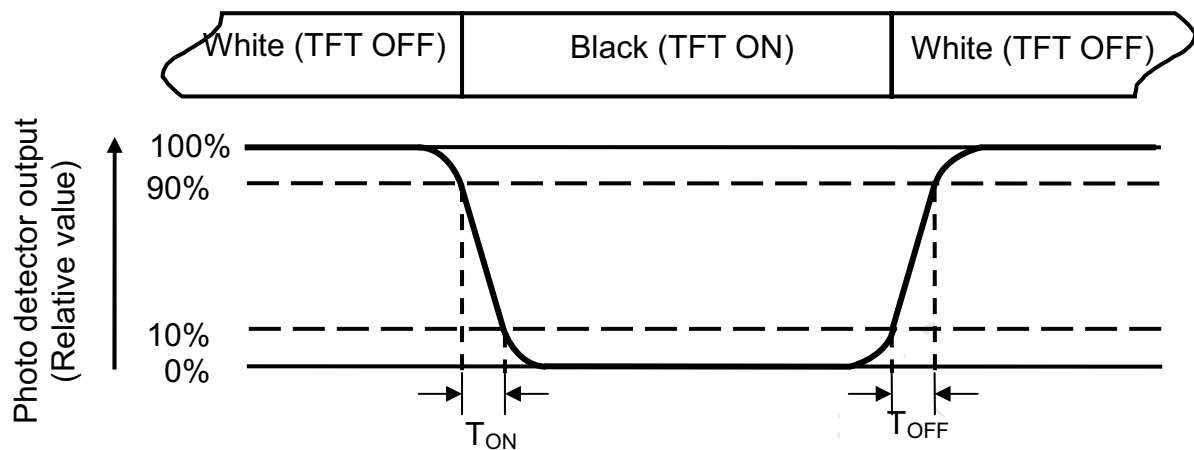 White (TFT OFF)
Black (TFT ON)
White (TFT OFF)
Photo detector output
(Relative value)
100%
90%
10%
0%
TON
TOFF